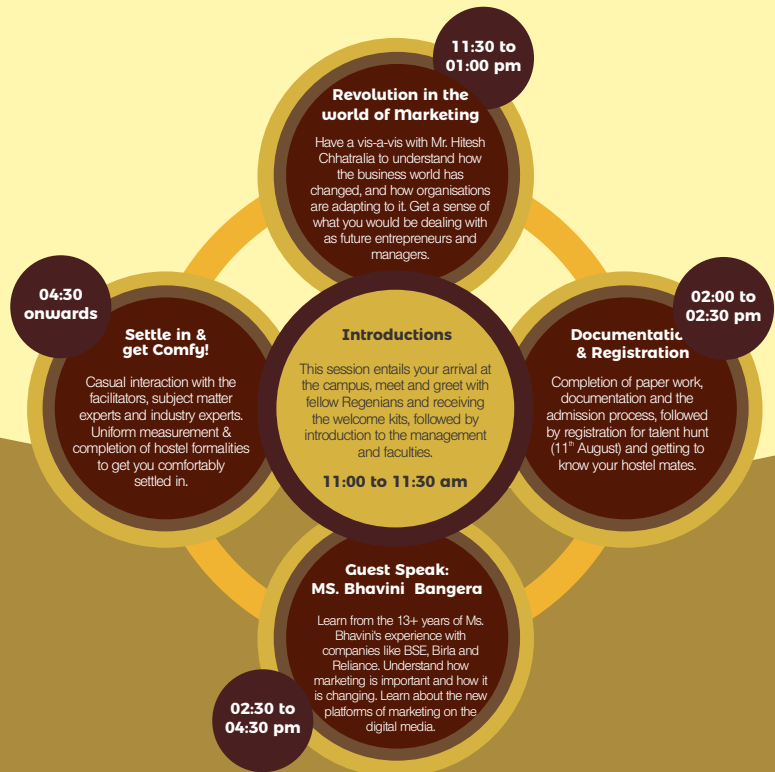 11:30 to
01:00 pm
Revolution in the
world of Marketing
Have a vis-a-vis with Mr. Hitesh
Chhatralia to understand how
the business world has
changed, and how organisations
are adapting to it. Get a sense of
what you would be dealing with
as future entrepreneurs and
managers.
04:30
onwards
Settle in &
get Comfy!
Casual interaction with the
facilitators, subject matter
experts and industry experts.
Uniform measurement &
completion of hostel formalities
to get you comfortably
settled in.
Introductions
This session entails your arrival at
the campus, meet and greet with
fellow Regenians and receiving
the welcome kits, followed by
introduction to the management
and faculties.
11:00 to 11:30 am
02:00 to
02:30 pm
Documentatio
& Registration
Completion of paper work,
documentation and the
admission process, followed
by registration for talent hunt
(11th August) and getting to
know your hostel mates.
Guest Speak:
MS. Bhavini Bangera
Learn from the 13+ years of Ms.
Bhavini's experience with
companies like BSE, Birla and
Reliance. Understand how
marketing is important and how it
is changing. Learn about the new
platforms of marketing on the
digital media.
02:30 to
04:30 pm